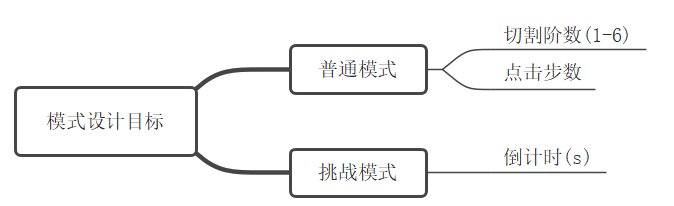 模式设计目标
普通模式
切割阶数(1-6)
点击步数
挑战模式
倒计时(s)